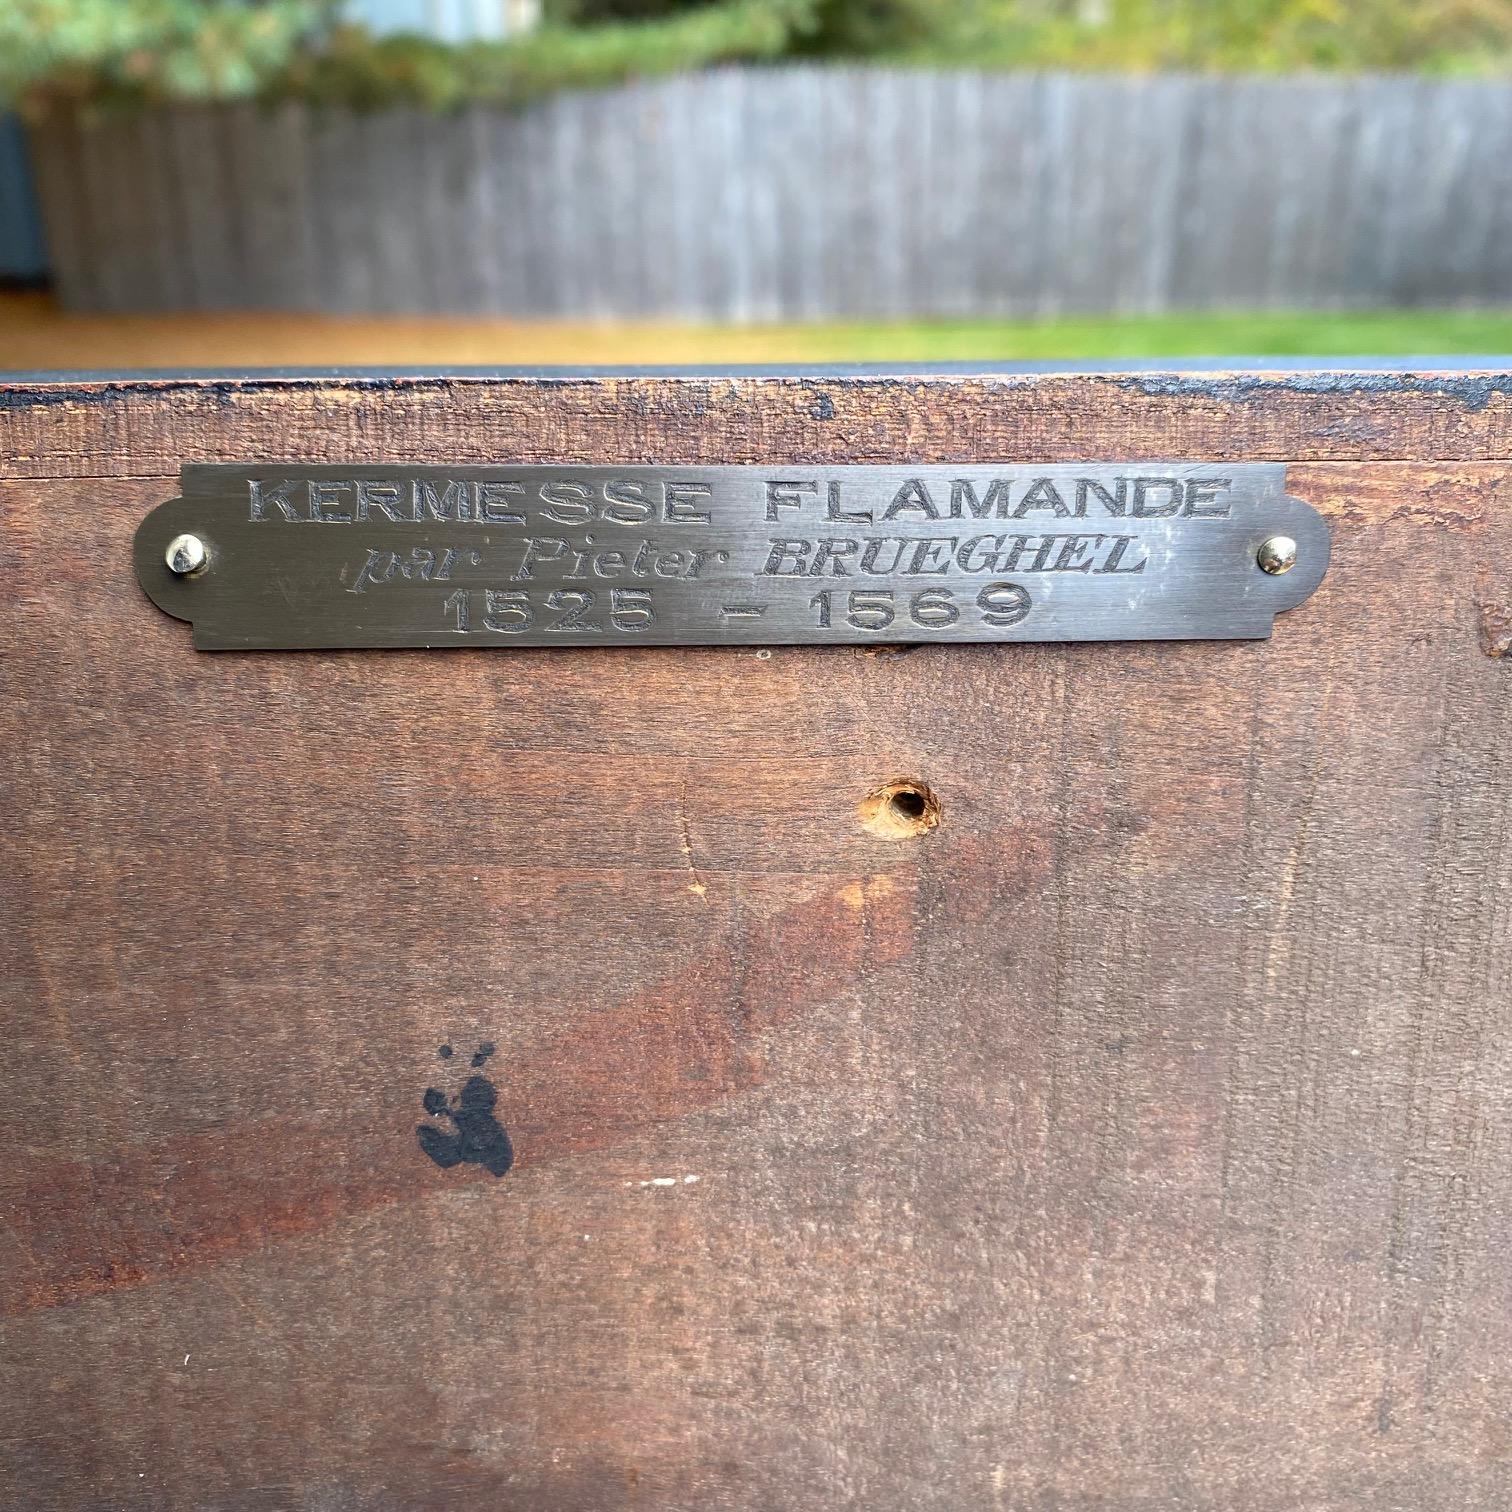 KERMESSE FLAMANDE
par Pieter BRUEGHEL
1525 - 1569